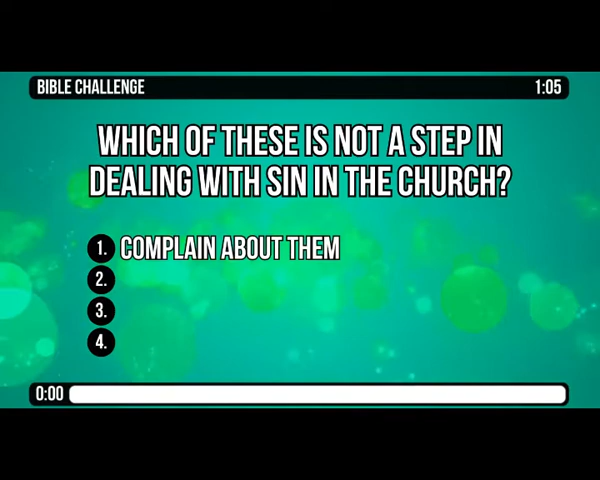 BIBLE CHALLENGE 1:05
WHICH OF THESE IS NOT A STEP IN
DEALING WITH SIN IN THE CHURCH?
1. COMPLAIN ABOUT THEM
2.
3.
4.
0:00